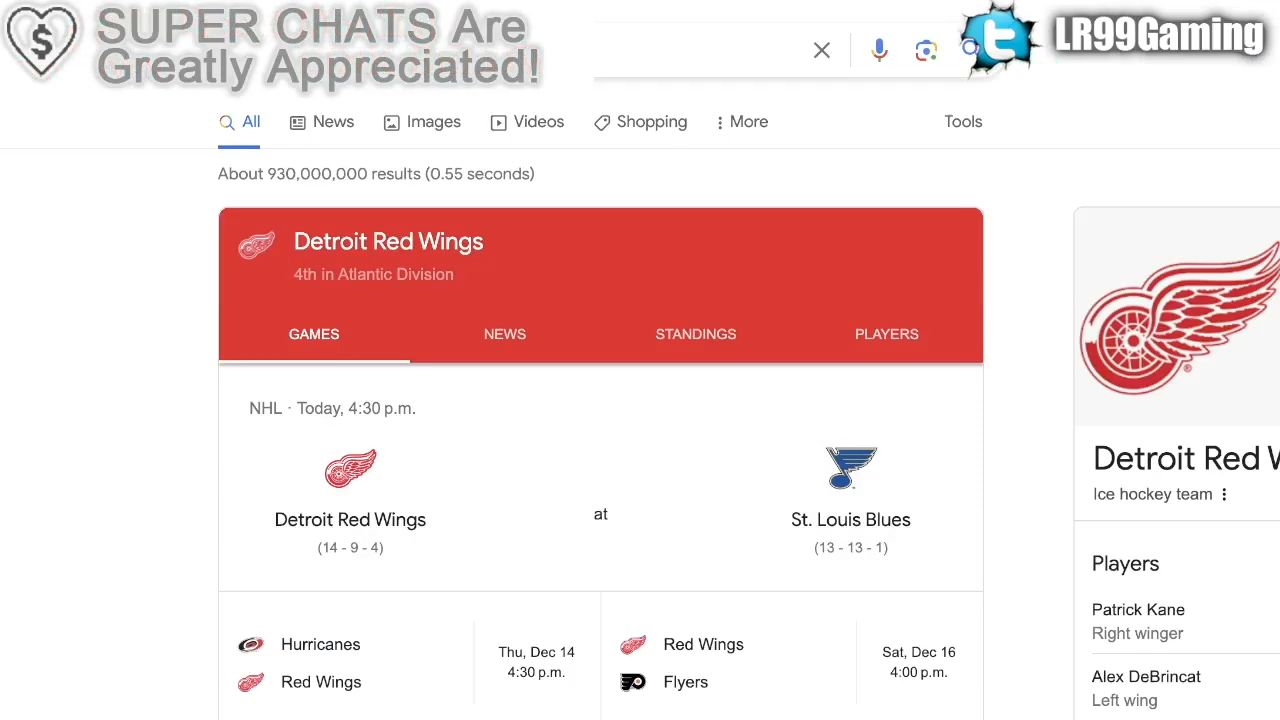 SUPER CHATS Are
Greatly Appreciated!
LR99Gaming
All
News
Images
Videos
Shopping
More
Tools
About 930,000,000 results (0.55 seconds)
Detroit Red Wings
4th in Atlantic Division
GAMES
NEWS
STANDINGS
PLAYERS
NHL · Today, 4:30 p.m.
Detroit Red Wings
(14 - 9 - 4)
at
St. Louis Blues
(13 - 13 - 1)
Hurricanes
Red Wings
Thu, Dec 14
4:30 p.m.
Red Wings
Flyers
Sat, Dec 16
4:00 p.m.
Detroit Red W
Ice hockey team
Players
Patrick Kane
Right winger
Alex DeBrincat
Left wing